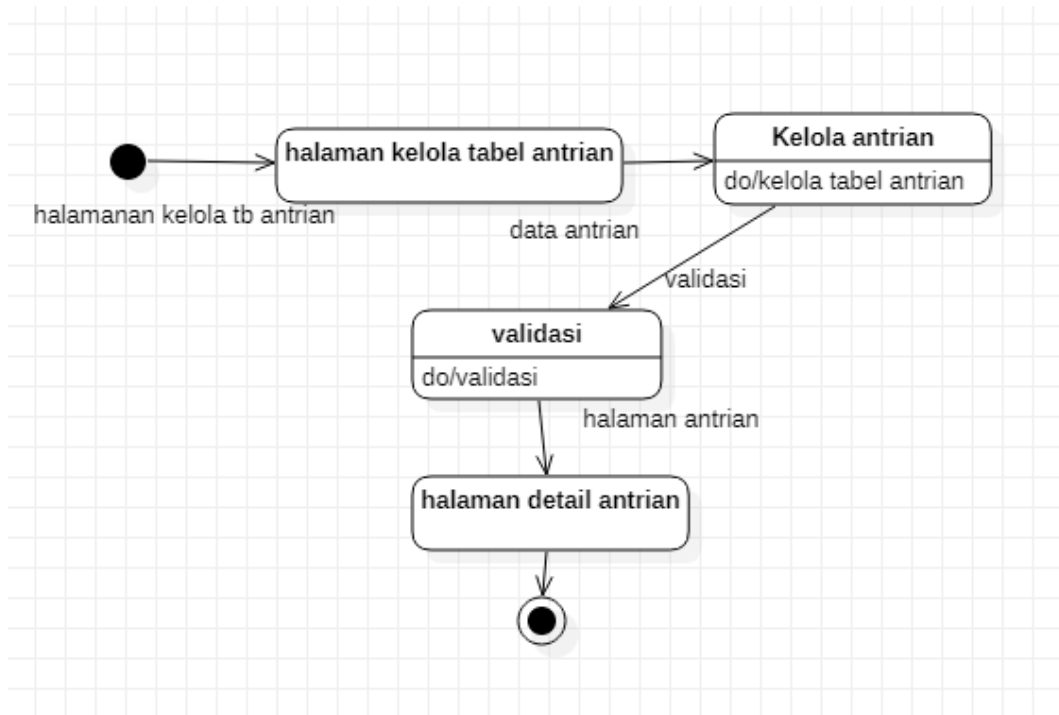 halaman kelola tabel antrian
Kelola antrian
do/kelola tabel antrian
halamanan kelola tb antrian
data antrian
validasi
validasi
do/validasi
halaman antrian
halaman detail antrian